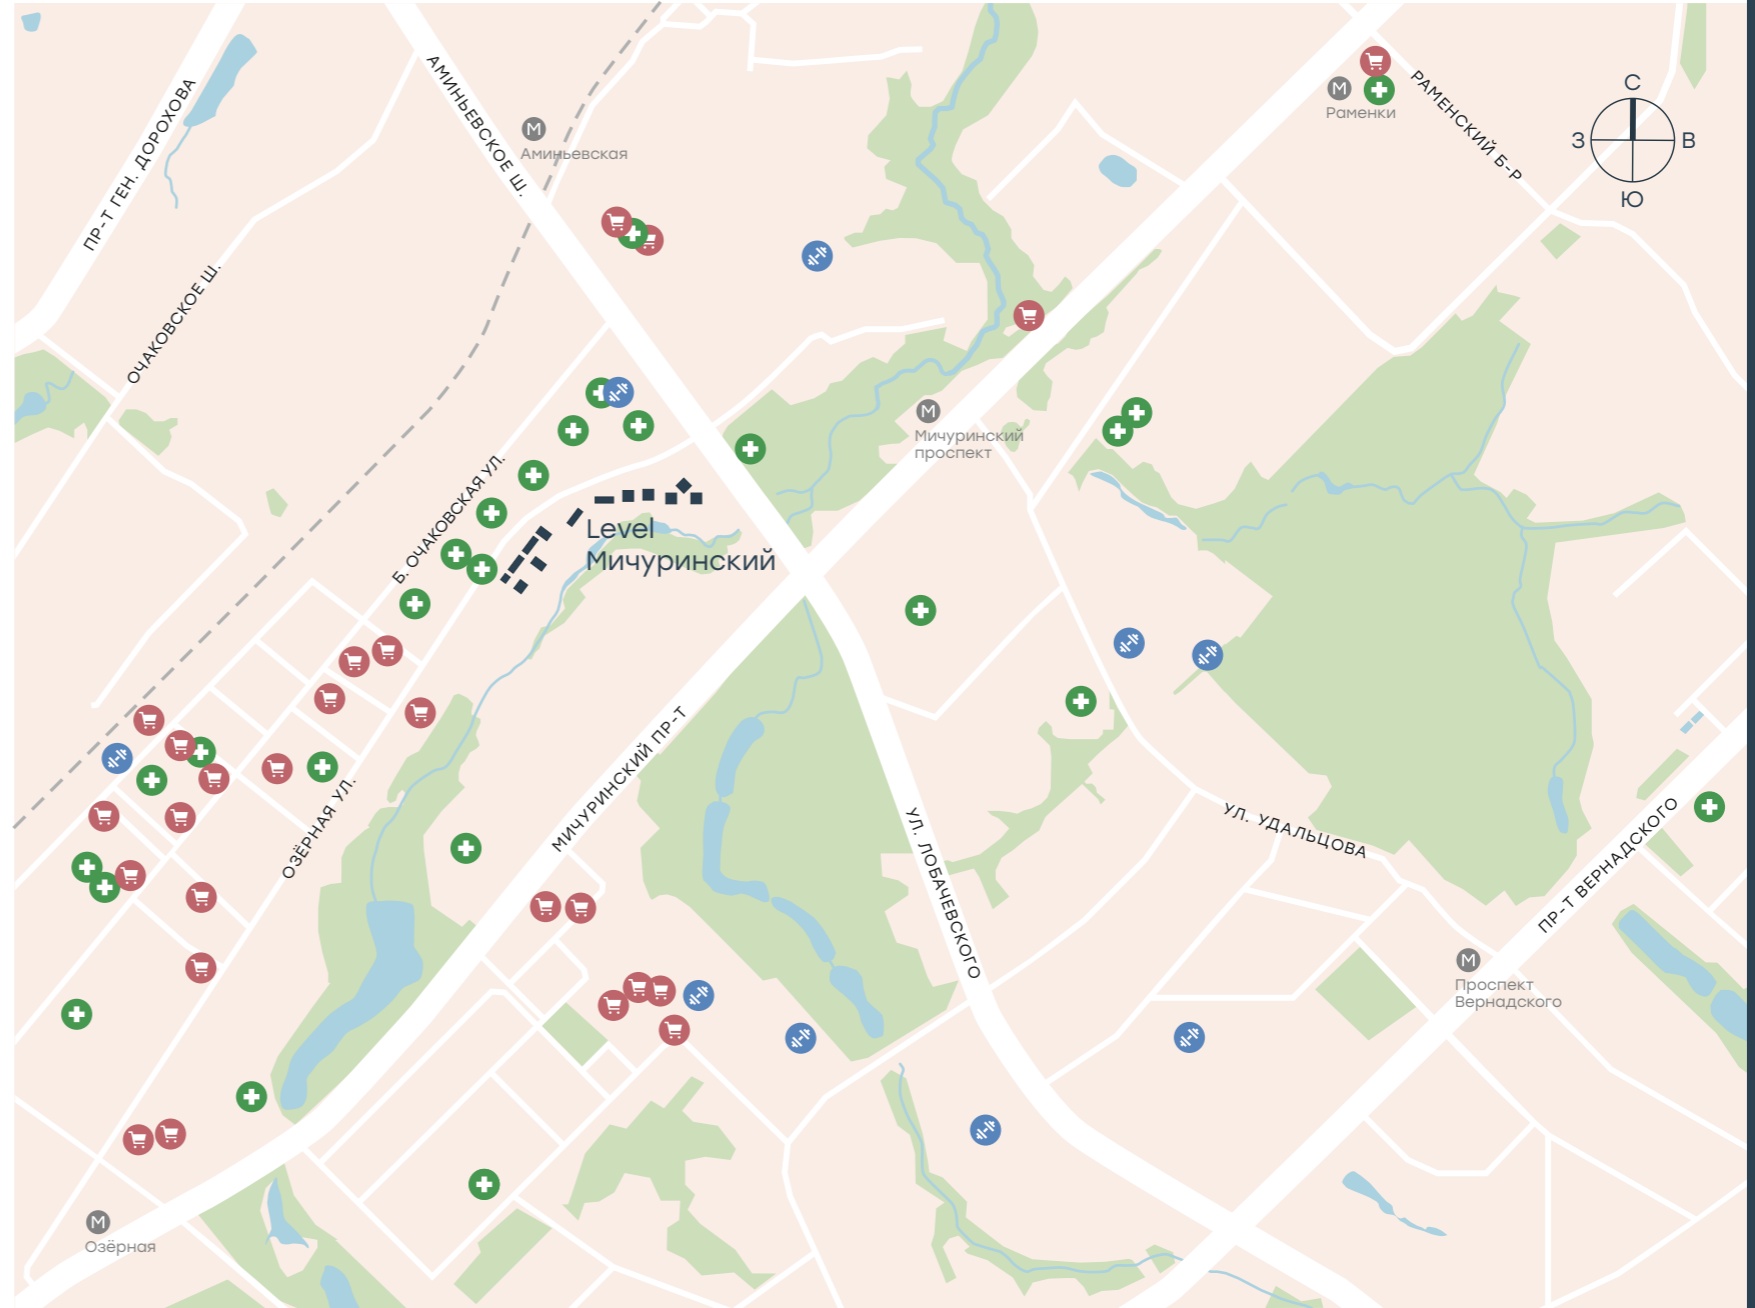 ПР-Т ГЕН. ДОРОХОВА
АМИНЬЕВСКОЕ Ш.
М
Аминьевская
М
Раменки
РАМЕНСКИЙ Б-Р
С
З
В
Ю
ОЧАКОВСКОЕ Ш.
М
Мичуринский
проспект
Б. ОЧАКОВСКАЯ УЛ.
Level
Мичуринский
МИЧУРИНСКИЙ ПР-Т
ОЗЁРНАЯ УЛ.
УЛ. ЛОБАЧЕВСКОГО
УЛ. УДАЛЬЦОВА
ПР-Т ВЕРНАДСКОГО
М
Проспект
Вернадского
М
Озёрная